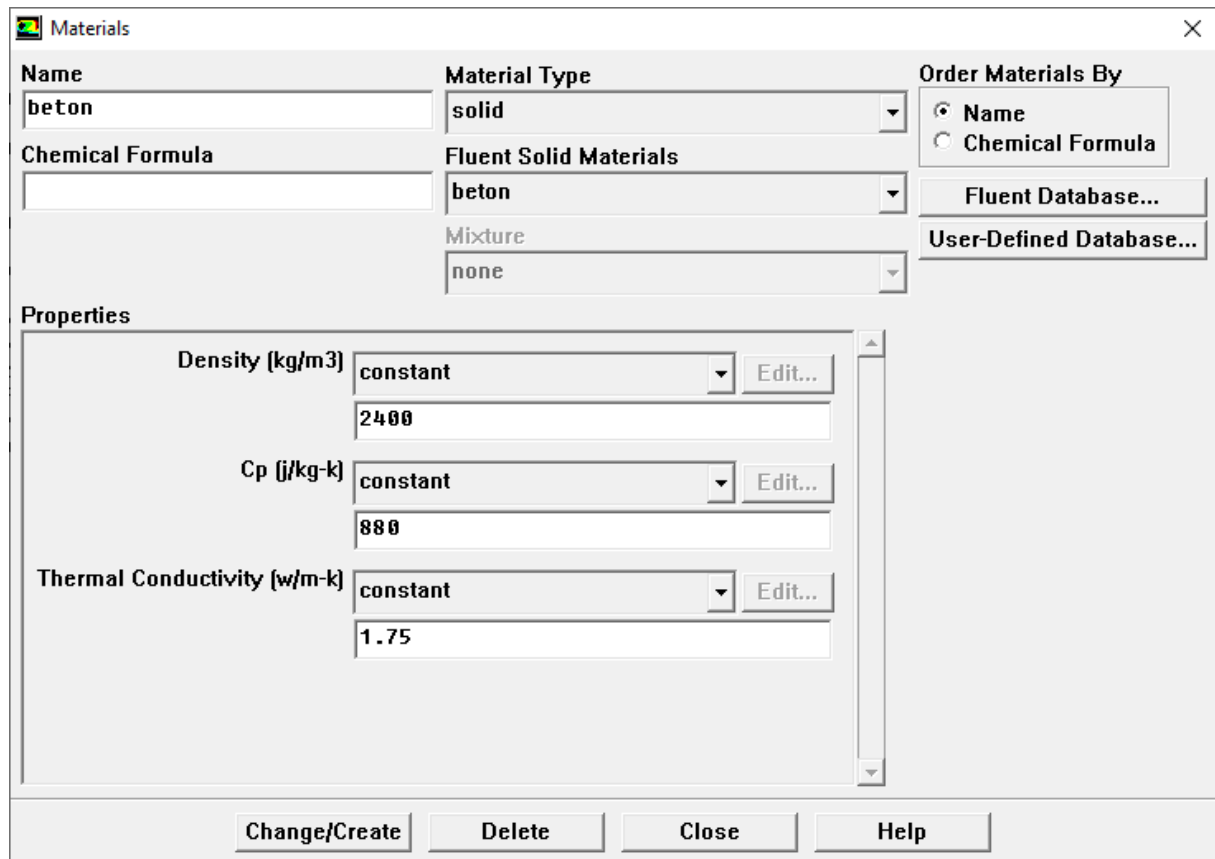 Materials
Name
beton
Material Type
solid
Order Materials By
Name
Chemical Formula
Chemical Formula
Fluent Solid Materials
beton
Fluent Database...
User-Defined Database...
Mixture
none
Properties
Density (kg/m3)
constant
Edit...
2400
Cp (j/kg-k)
constant
Edit...
880
Thermal Conductivity (w/m-k)
constant
Edit...
1.75
Change/Create
Delete
Close
Help